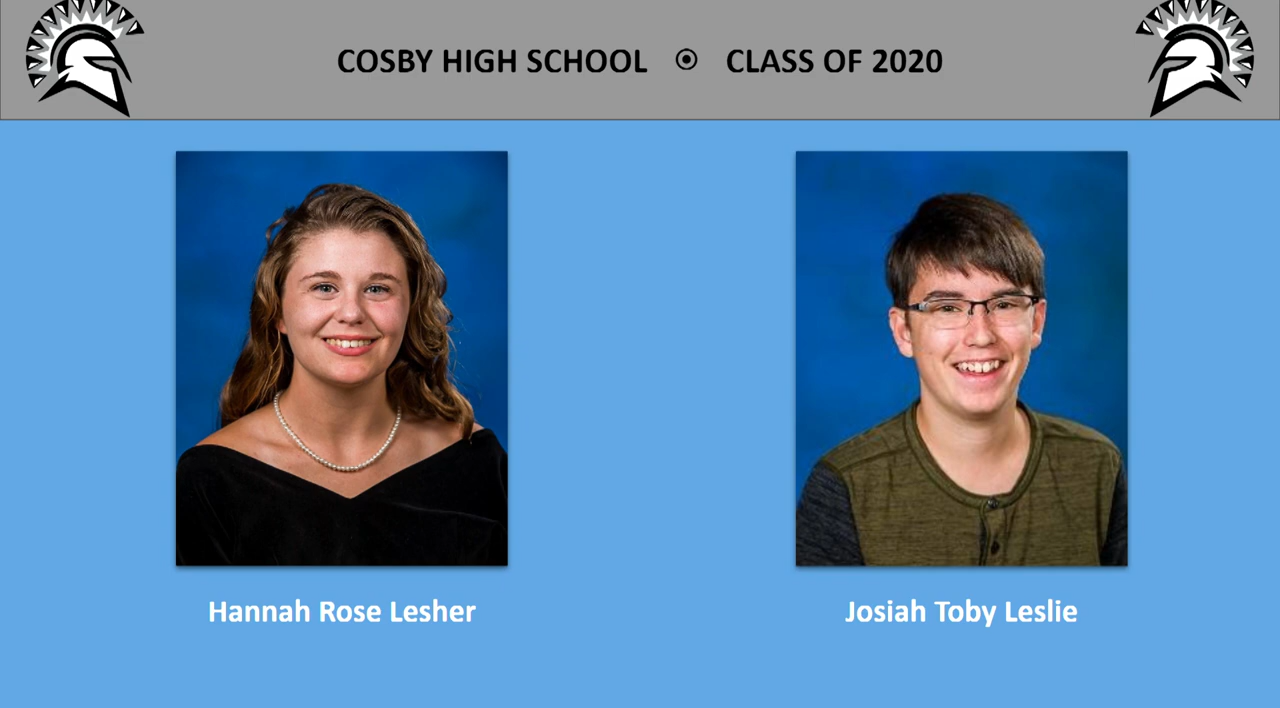 COSBY HIGH SCHOOL ⊙ CLASS OF 2020
Hannah Rose Lesher
Josiah Toby Leslie